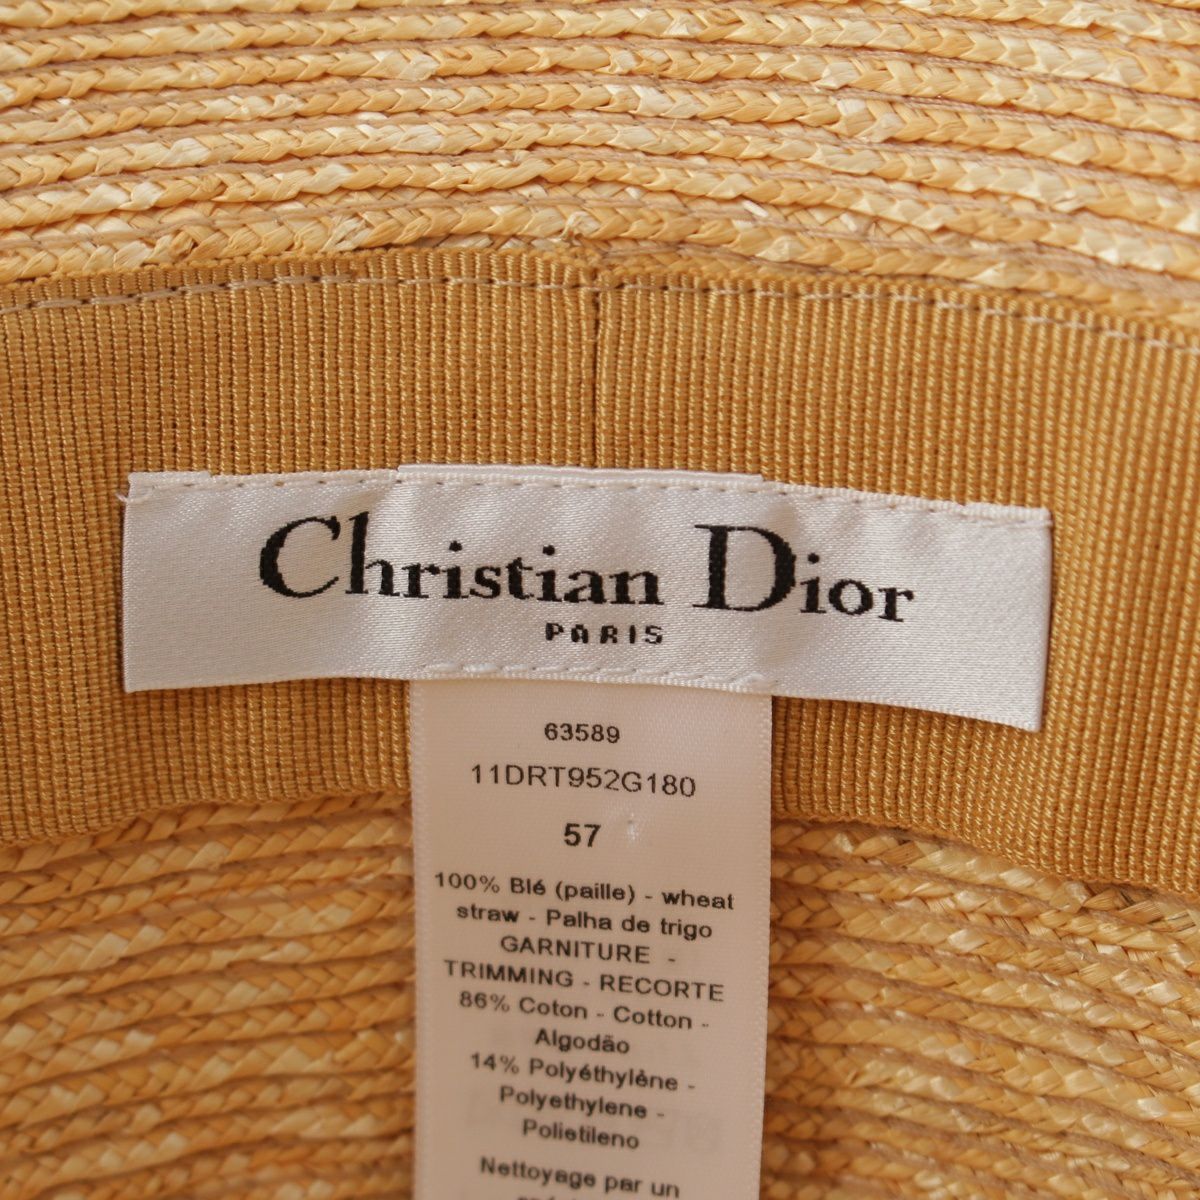 Christian Dior
PARIS
63589
11DRT952G180
57
100% Blé (paille) - wheat
straw - Palha de trigo
GARNITURE -
TRIMMING - RECORTE
86% Coton - Cotton -
Algodão
14% Polyéthylène -
Polyethylene -
Polietileno
Nettoyage par un